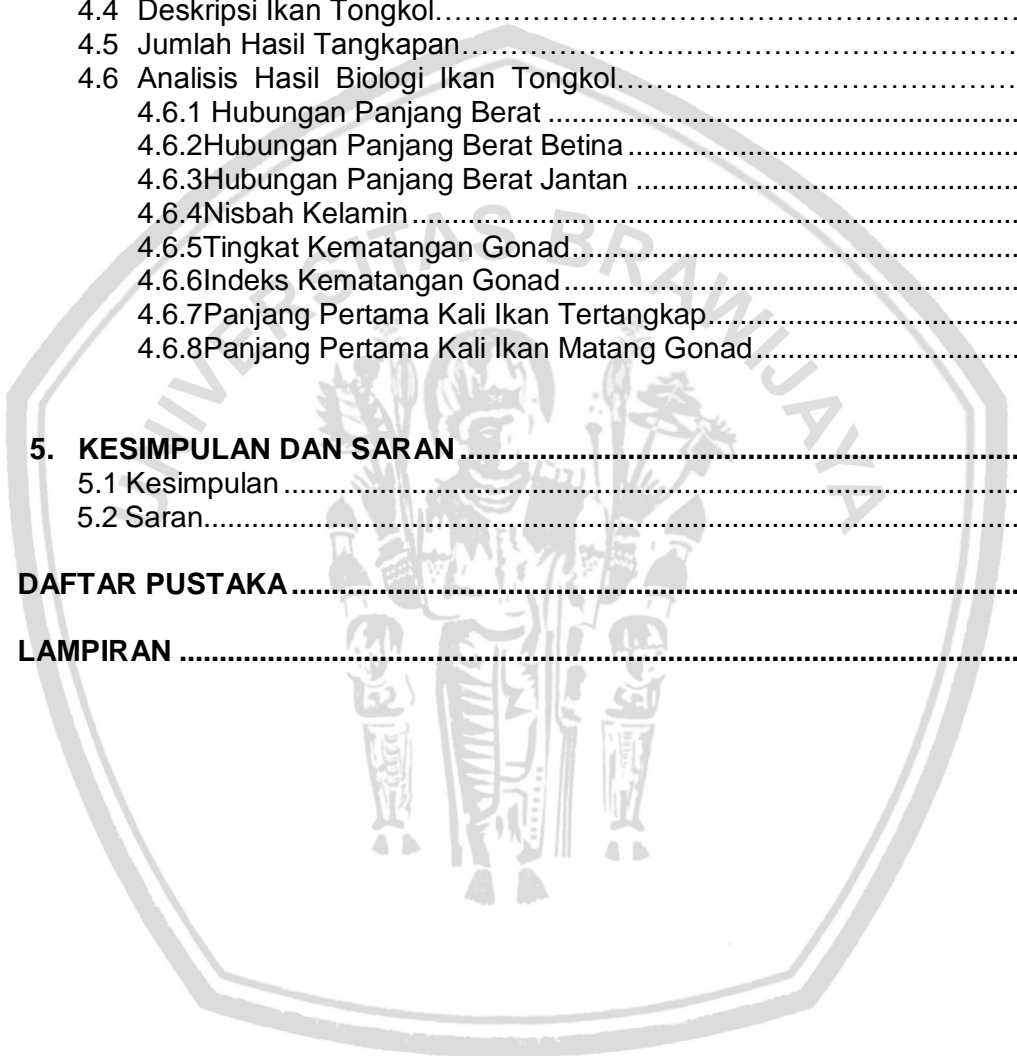 4.4 Deskripsi Ikan Tongkol……………………………………………………………
4.5 Jumlah Hasil Tangkapan…………………………………………………………
4.6 Analisis Hasil Biologi Ikan Tongkol………………………………………
4.6.1 Hubungan Panjang Berat ............................................................
4.6.2Hubungan Panjang Berat Betina ..................................................
4.6.3Hubungan Panjang Berat Jantan .................................................
4.6.4Nisbah Kelamin ............................................................................
4.6.5Tingkat Kematangan Gonad.........................................................
4.6.6Indeks Kematangan Gonad ..........................................................
4.6.7Panjang Pertama Kali Ikan Tertangkap........................................
4.6.8Panjang Pertama Kali Ikan Matang Gonad ..................................
5. KESIMPULAN DAN SARAN ......................................................................
5.1 Kesimpulan ............................................................................................
5.2 Saran......................................................................................................
DAFTAR PUSTAKA ...........................................................................................
LAMPIRAN .........................................................................................................
UNIVERSITAS BRAWIJAYA